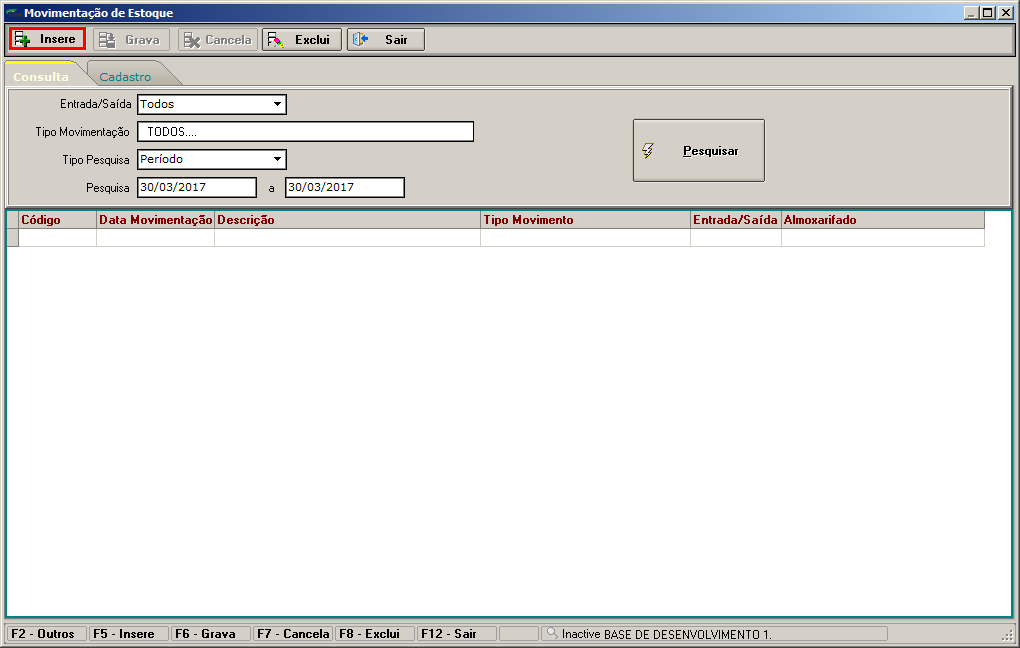 Movimentação de Estoque
Insere Grava Cancela Exclui Sair
Consulta Cadastro
Entrada/Saída Todos
Tipo Movimentação TODOS....
Tipo Pesquisa Período
Pesquisa 30/03/2017 a 30/03/2017
Pesquisar
Código Data Movimentação Descrição Tipo Movimento Entrada/Saída Almoxarifado
F2 - Outros F5 - Insere F6 - Grava F7 - Cancela F8 - Exclui F12 - Sair Inactive BASE DE DESENVOLVIMENTO 1.